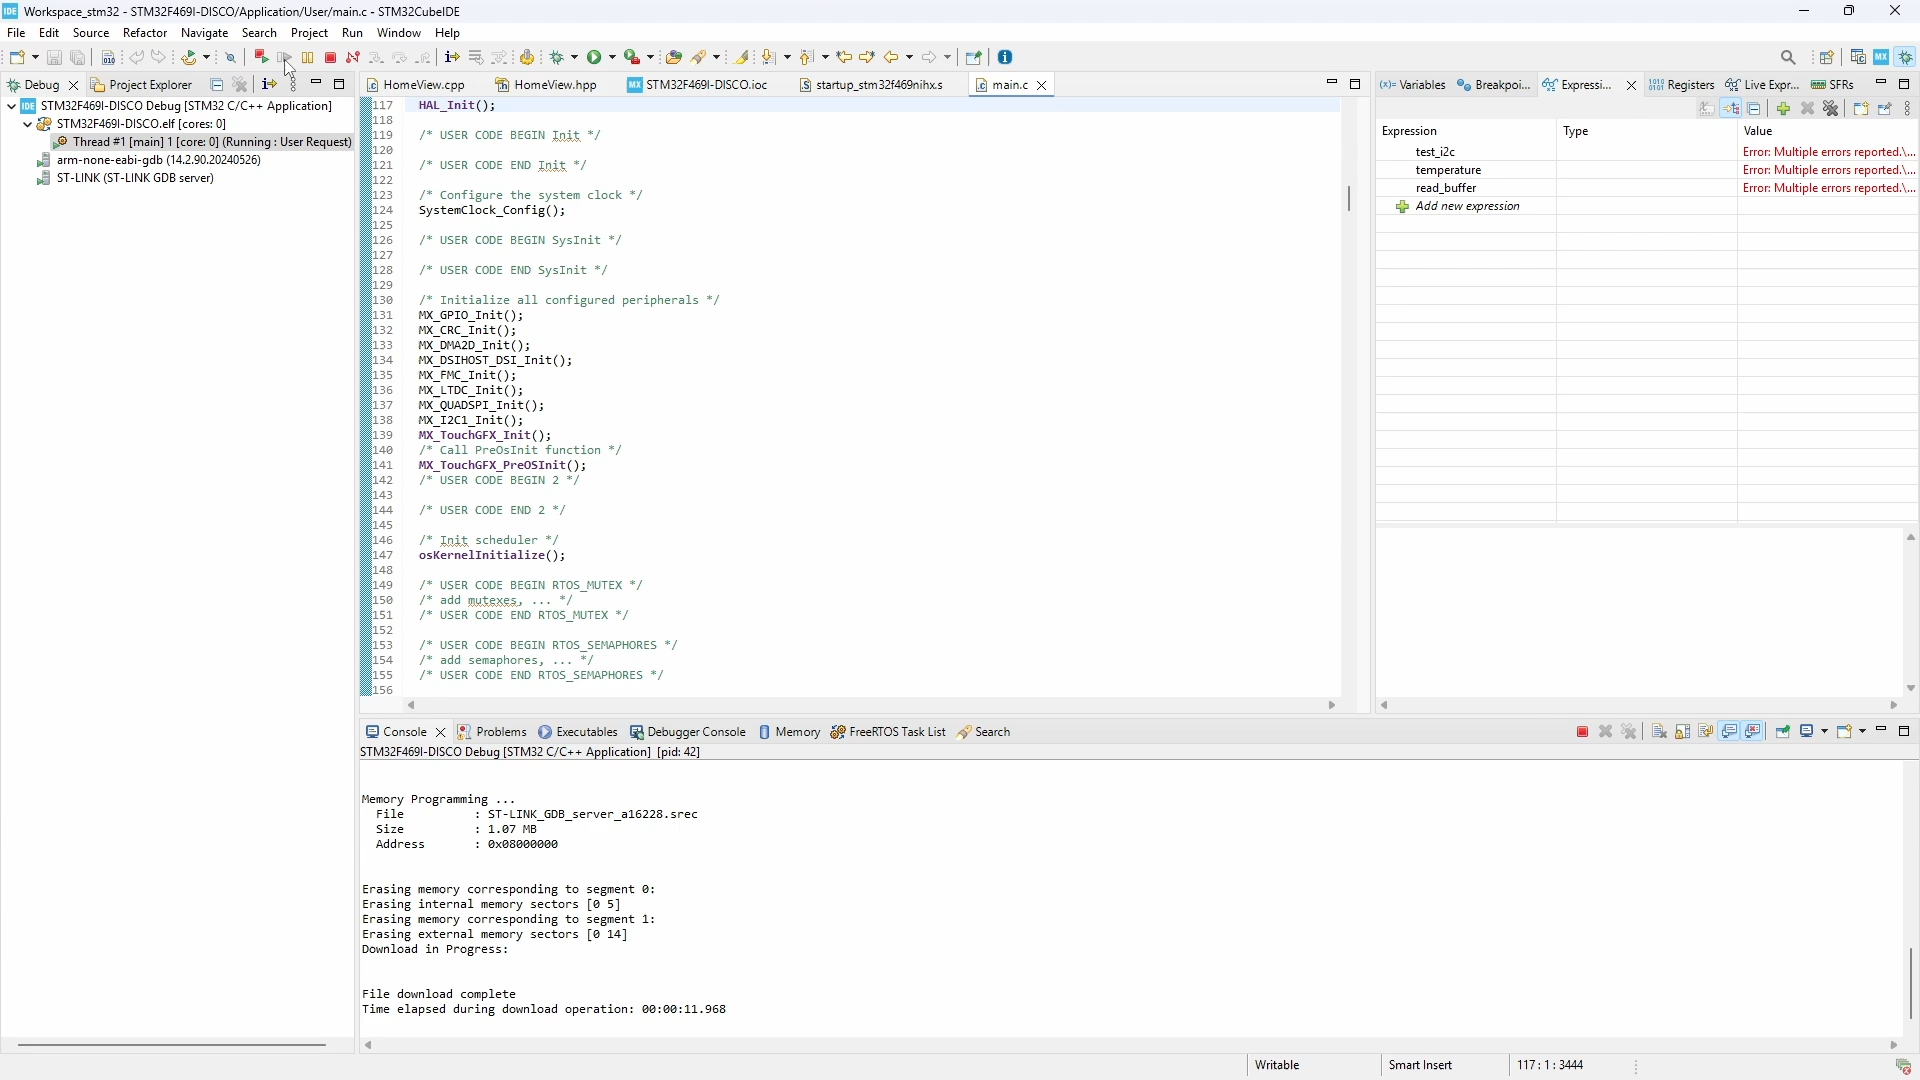 IDE Workspace_stm32 - STM32F469I-DISCO/Application/User/main.c - STM32CubeIDE
File Edit Source Refactor Navigate Search Project Run Window Help
Debug Project Explorer
HomeView.cpp HomeView.hpp MX STM32F469I-DISCO.ioc startup_stm32f469nihx.s main.c
(x)= Variables Breakpoi... Expressi... Registers Live Expr... SFRs
IDE STM32F469I-DISCO Debug [STM32 C/C++ Application]
STM32F469I-DISCO.elf [cores: 0]
Thread #1 [main] 1 [core: 0] (Running : User Request)
arm-none-eabi-gdb (14.2.90.20240526)
ST-LINK (ST-LINK GDB server)
117 HAL_Init();
118
119 /* USER CODE BEGIN Init */
120
121 /* USER CODE END Init */
122
123 /* Configure the system clock */
124 SystemClock_Config();
125
126 /* USER CODE BEGIN SysInit */
127
128 /* USER CODE END SysInit */
129
130 /* Initialize all configured peripherals */
131 MX_GPIO_Init();
132 MX_CRC_Init();
133 MX_DMA2D_Init();
134 MX_DSIHOST_DSI_Init();
135 MX_FMC_Init();
136 MX_LTDC_Init();
137 MX_QUADSPI_Init();
138 MX_I2C1_Init();
139 MX_TouchGFX_Init();
140 /* Call PreOsInit function */
141 MX_TouchGFX_PreOSInit();
142 /* USER CODE BEGIN 2 */
143
144 /* USER CODE END 2 */
145
146 /* Init scheduler */
147 osKernelInitialize();
148
149 /* USER CODE BEGIN RTOS_MUTEX */
150 /* add mutexes, ... */
151 /* USER CODE END RTOS_MUTEX */
152
153 /* USER CODE BEGIN RTOS_SEMAPHORES */
154 /* add semaphores, ... */
155 /* USER CODE END RTOS_SEMAPHORES */
156
Expression Type Value
test_i2c Error: Multiple errors reported.\...
temperature Error: Multiple errors reported.\...
read_buffer Error: Multiple errors reported.\...
Add new expression
Console Problems Executables Debugger Console Memory FreeRTOS Task List Search
STM32F469I-DISCO Debug [STM32 C/C++ Application] [pid: 42]
Memory Programming ...
File : ST-LINK_GDB_server_a16228.srec
Size : 1.07 MB
Address : 0x08000000
Erasing memory corresponding to segment 0:
Erasing internal memory sectors [0 5]
Erasing memory corresponding to segment 1:
Erasing external memory sectors [0 14]
Download in Progress:
File download complete
Time elapsed during download operation: 00:00:11.968
Writable Smart Insert 117 : 1 : 3444